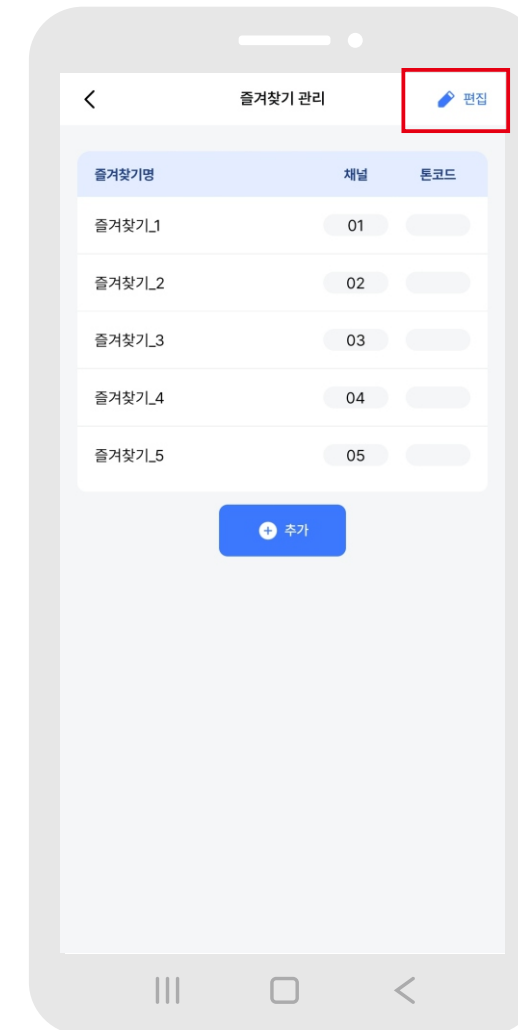 즐겨찾기 관리
편집
즐겨찾기명 채널 톤코드
즐겨찾기_1 01
즐겨찾기_2 02
즐겨찾기_3 03
즐겨찾기_4 04
즐겨찾기_5 05
추가